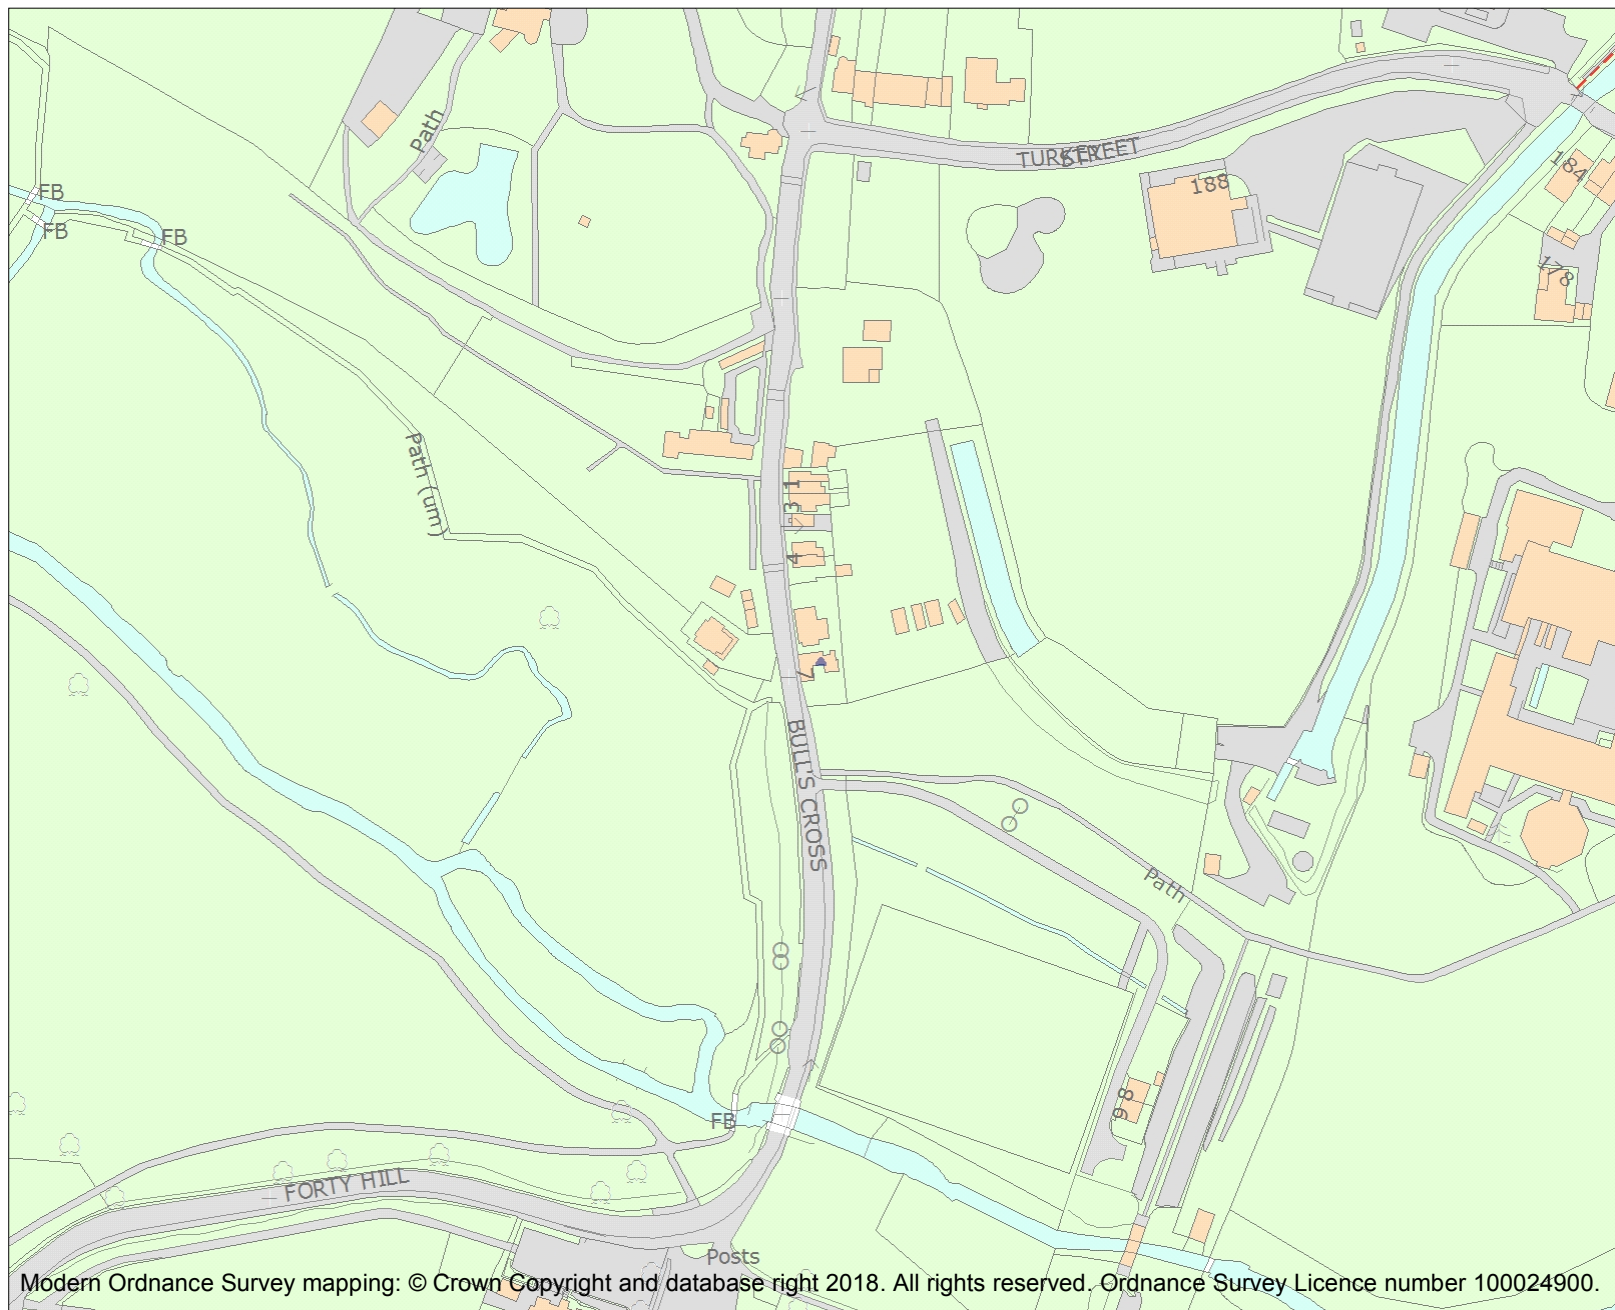 Path
TURKEY
STREET
188
184
178
FB
FB
FB
Path (um)
1
3
4
7
BULL'S CROSS
Path
8
9
FB
FORTY HILL
Posts
Modern Ordnance Survey mapping: © Crown Copyright and database right 2018. All rights reserved. Ordnance Survey Licence number 100024900.